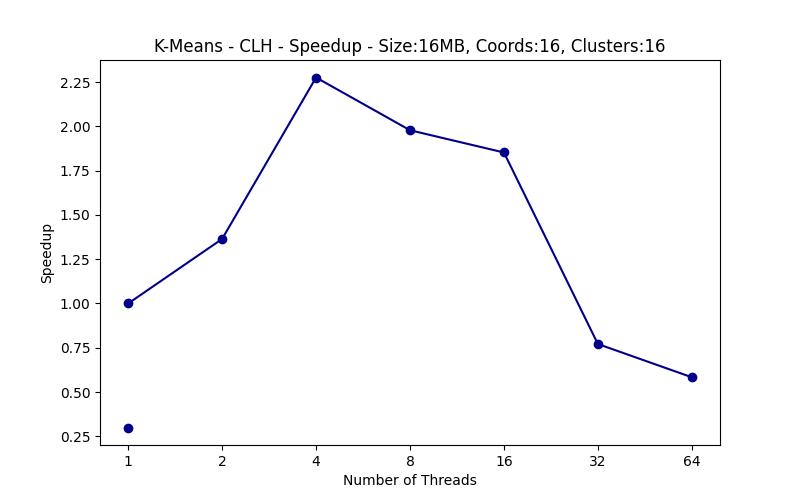 K-Means - CLH - Speedup - Size:16MB, Coords:16, Clusters:16
Speedup
2.25
2.00
1.75
1.50
1.25
1.00
0.75
0.50
0.25
1 2 4 8 16 32 64
Number of Threads